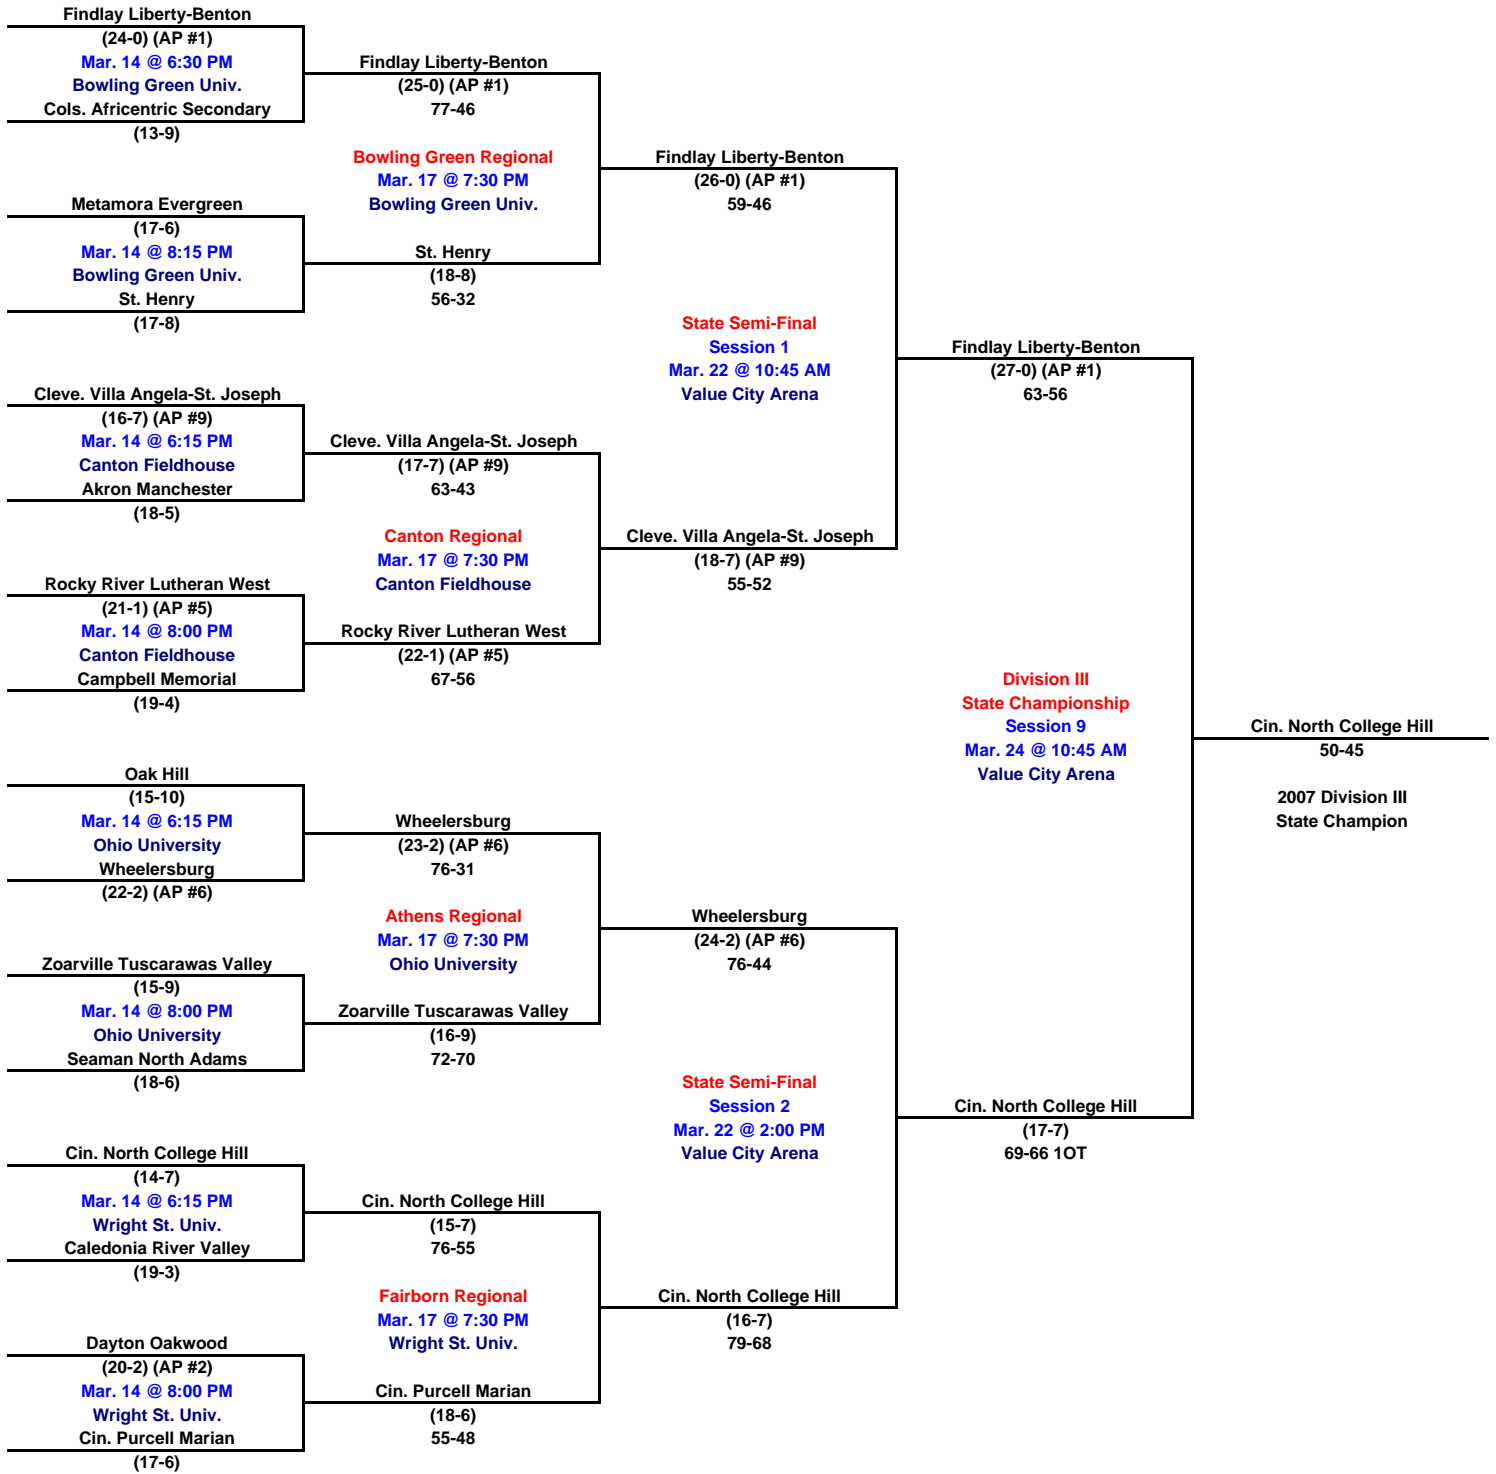 Findlay Liberty-Benton
(24-0) (AP #1)
Mar. 14 @ 6:30 PM
Bowling Green Univ.
Cols. Africentric Secondary
(13-9)
Metamora Evergreen
(17-6)
Mar. 14 @ 8:15 PM
Bowling Green Univ.
St. Henry
(17-8)
Cleve. Villa Angela-St. Joseph
(16-7) (AP #9)
Mar. 14 @ 6:15 PM
Canton Fieldhouse
Akron Manchester
(18-5)
Rocky River Lutheran West
(21-1) (AP #5)
Mar. 14 @ 8:00 PM
Canton Fieldhouse
Campbell Memorial
(19-4)
Oak Hill
(15-10)
Mar. 14 @ 6:15 PM
Ohio University
Wheelersburg
(22-2) (AP #6)
Zoarville Tuscarawas Valley
(15-9)
Mar. 14 @ 8:00 PM
Ohio University
Seaman North Adams
(18-6)
Cin. North College Hill
(14-7)
Mar. 14 @ 6:15 PM
Wright St. Univ.
Caledonia River Valley
(19-3)
Dayton Oakwood
(20-2) (AP #2)
Mar. 14 @ 8:00 PM
Wright St. Univ.
Cin. Purcell Marian
(17-6)
Findlay Liberty-Benton
(25-0) (AP #1)
77-46
Bowling Green Regional
Mar. 17 @ 7:30 PM
Bowling Green Univ.
St. Henry
(18-8)
56-32
Cleve. Villa Angela-St. Joseph
(17-7) (AP #9)
63-43
Canton Regional
Mar. 17 @ 7:30 PM
Canton Fieldhouse
Rocky River Lutheran West
(22-1) (AP #5)
67-56
Wheelersburg
(23-2) (AP #6)
76-31
Athens Regional
Mar. 17 @ 7:30 PM
Ohio University
Zoarville Tuscarawas Valley
(16-9)
72-70
Cin. North College Hill
(15-7)
76-55
Fairborn Regional
Mar. 17 @ 7:30 PM
Wright St. Univ.
Cin. Purcell Marian
(18-6)
55-48
Findlay Liberty-Benton
(26-0) (AP #1)
59-46
State Semi-Final
Session 1
Mar. 22 @ 10:45 AM
Value City Arena
Cleve. Villa Angela-St. Joseph
(18-7) (AP #9)
55-52
Wheelersburg
(24-2) (AP #6)
76-44
State Semi-Final
Session 2
Mar. 22 @ 2:00 PM
Value City Arena
Cin. North College Hill
(16-7)
79-68
Findlay Liberty-Benton
(27-0) (AP #1)
63-56
Division III
State Championship
Session 9
Mar. 24 @ 10:45 AM
Value City Arena
Cin. North College Hill
(17-7)
69-66 1OT
Cin. North College Hill
50-45
2007 Division III
State Champion